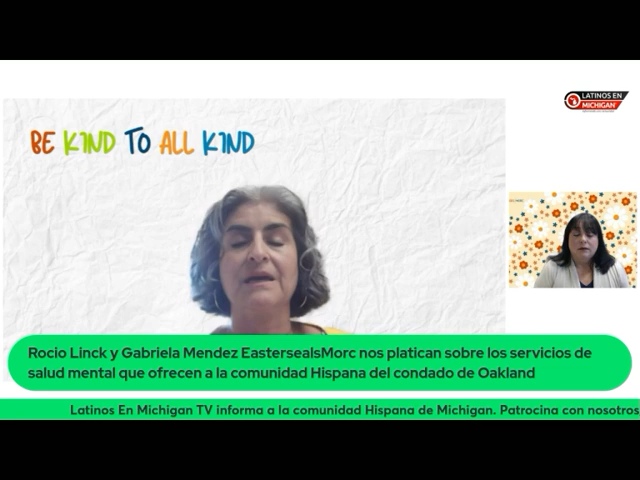 LATINOS EN
MICHIGAN
BE KIND TO ALL KIND
Rocio Linck y Gabriela Mendez EastersealsMorc nos platican sobre los servicios de
salud mental que ofrecen a la comunidad Hispana del condado de Oakland
Latinos En Michigan TV informa a la comunidad Hispana de Michigan. Patrocina con nosotros